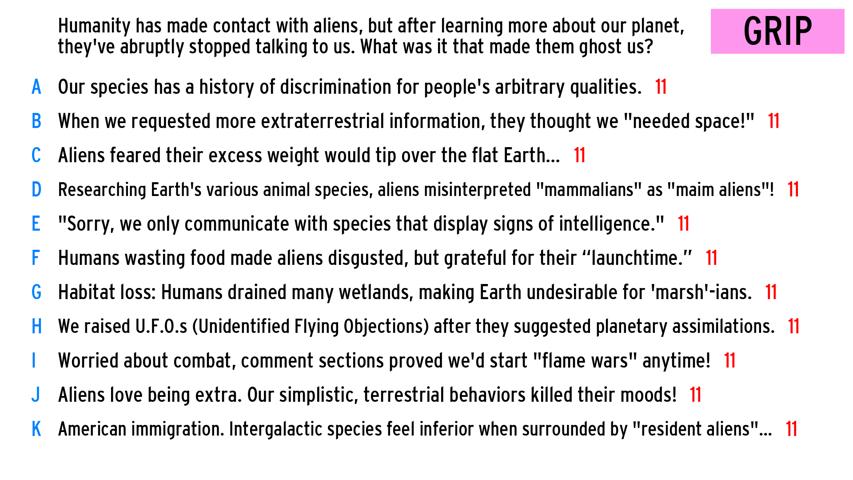 Humanity has made contact with aliens, but after learning more about our planet,
they've abruptly stopped talking to us. What was it that made them ghost us?
GRIP
A Our species has a history of discrimination for people's arbitrary qualities. 11
B When we requested more extraterrestrial information, they thought we "needed space!" 11
C Aliens feared their excess weight would tip over the flat Earth... 11
D Researching Earth's various animal species, aliens misinterpreted "mammalians" as "maim aliens"! 11
E "Sorry, we only communicate with species that display signs of intelligence." 11
F Humans wasting food made aliens disgusted, but grateful for their “launchtime.” 11
G Habitat loss: Humans drained many wetlands, making Earth undesirable for 'marsh'-ians. 11
H We raised U.F.O.s (Unidentified Flying Objections) after they suggested planetary assimilations. 11
I Worried about combat, comment sections proved we'd start "flame wars" anytime! 11
J Aliens love being extra. Our simplistic, terrestrial behaviors killed their moods! 11
K American immigration. Intergalactic species feel inferior when surrounded by "resident aliens"... 11